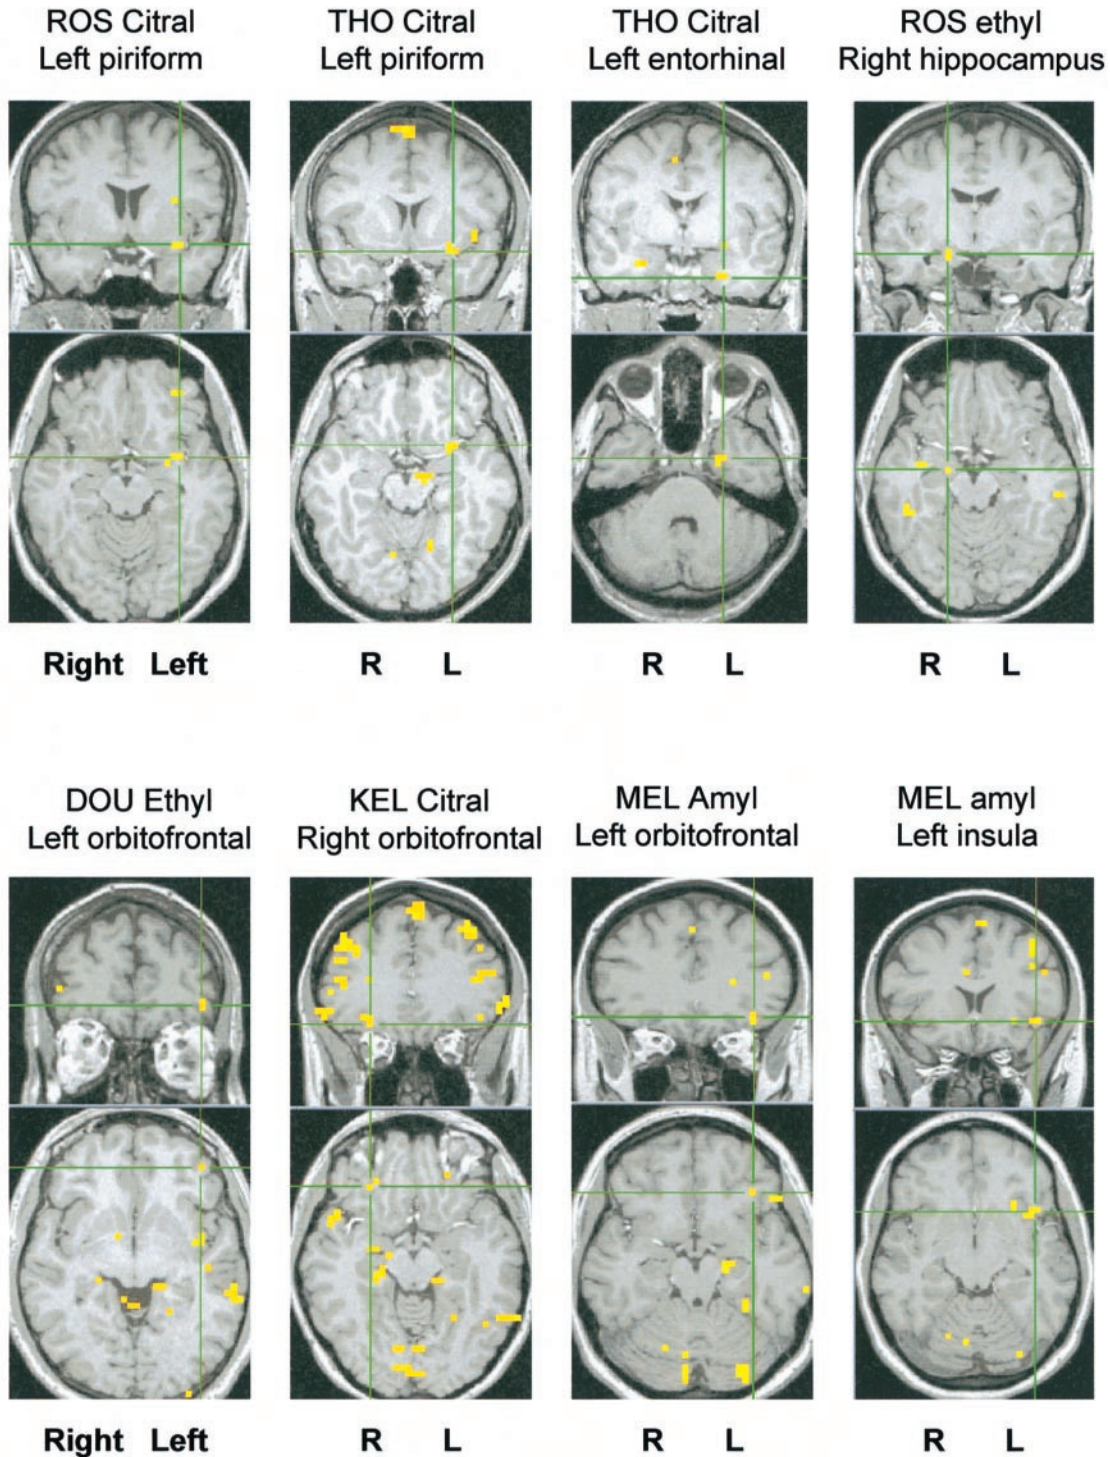 ROS Citral
Left piriform
THO Citral
Left piriform
THO Citral
Left entorhinal
ROS ethyl
Right hippocampus
Right Left
R L
R L
R L
DOU Ethyl
Left orbitofrontal
KEL Citral
Right orbitofrontal
MEL Amyl
Left orbitofrontal
MEL amyl
Left insula
Right Left
R L
R L
R L